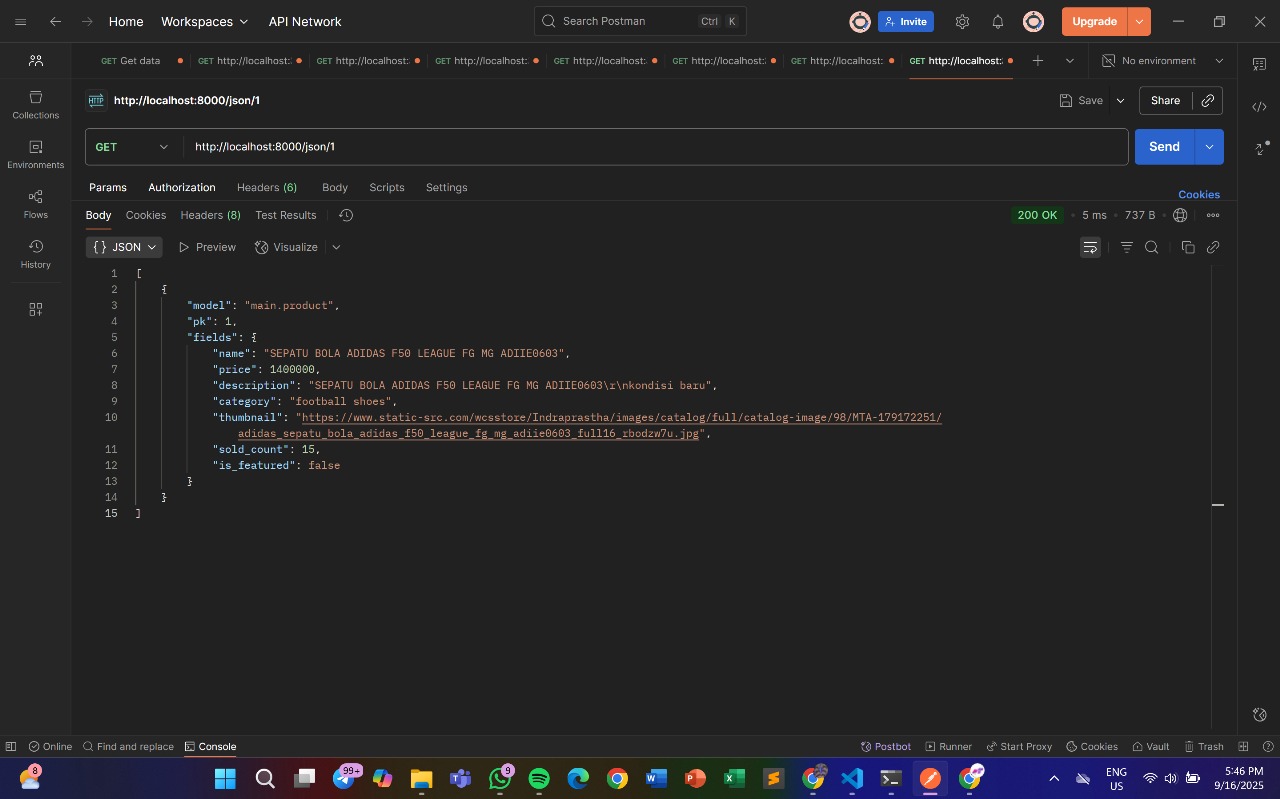 Home Workspaces API Network Search Postman Ctrl K Invite Upgrade
GET Get data GET http://localhost: GET http://localhost: GET http://localhost: GET http://localhost: GET http://localhost: GET http://localhost: GET http://localhost: No environment
HTTP http://localhost:8000/json/1 Save Share
Collections
GET http://localhost:8000/json/1 Send
Environments
Params Authorization Headers (6) Body Scripts Settings Cookies
Flows
Body Cookies Headers (8) Test Results 200 OK • 5 ms • 737 B
{ } JSON Preview Visualize
History
1 [
2 {
3 "model": "main.product",
4 "pk": 1,
5 "fields": {
6 "name": "SEPATU BOLA ADIDAS F50 LEAGUE FG MG ADIIE0603",
7 "price": 1400000,
8 "description": "SEPATU BOLA ADIDAS F50 LEAGUE FG MG ADIIE0603\r\nkondisi baru",
9 "category": "football shoes",
10 "thumbnail": "https://www.static-src.com/wcsstore/Indraprastha/images/catalog/full/catalog-image/98/MTA-179172251/
adidas_sepatu_bola_adidas_f50_league_fg_mg_adiie0603_full16_rbodzw7u.jpg",
11 "sold_count": 15,
12 "is_featured": false
13 }
14 }
15 ]
Online Find and replace Console Postbot Runner Start Proxy Cookies Vault Trash
8 99+ 9 ENG 5:46 PM
US 9/16/2025